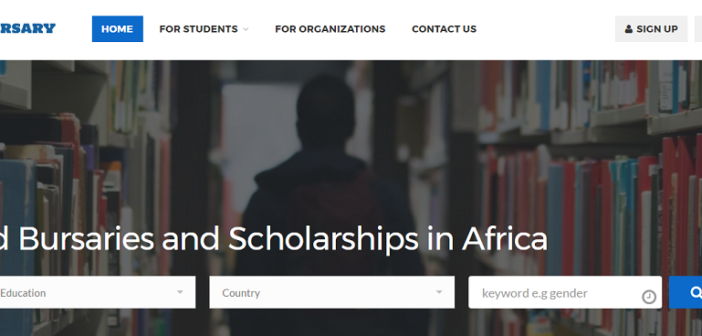 RSARY HOME FOR STUDENTS FOR ORGANIZATIONS CONTACT US SIGN UP
d Bursaries and Scholarships in Africa
Education Country keyword e.g gender